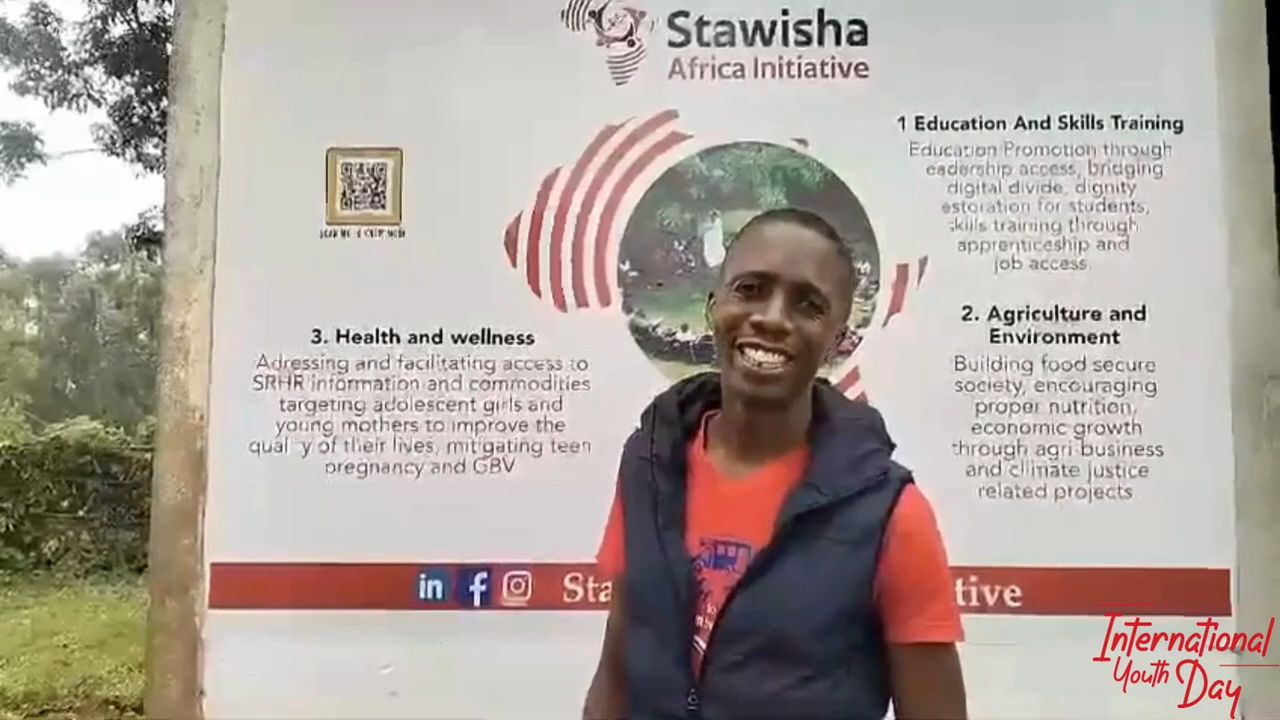 Stawisha
Africa Initiative
1 Education And Skills Training
Education Promotion through
eadership access, bridging
digital divide, dignity
estoration for students,
skills training through
apprenticeship and
job access.
2. Agriculture and
Environment
Building food secure
society, encouraging
proper nutrition,
economic growth
through agri-business
and climate justice
related projects
3. Health and wellness
Adressing and facilitating access to
SRHR information and commodities
targeting adolescent girls and
young mothers to improve the
qual y of their lives, mitigating teen
pregnancy and GBV
in f Sta tive
International
Youth Day